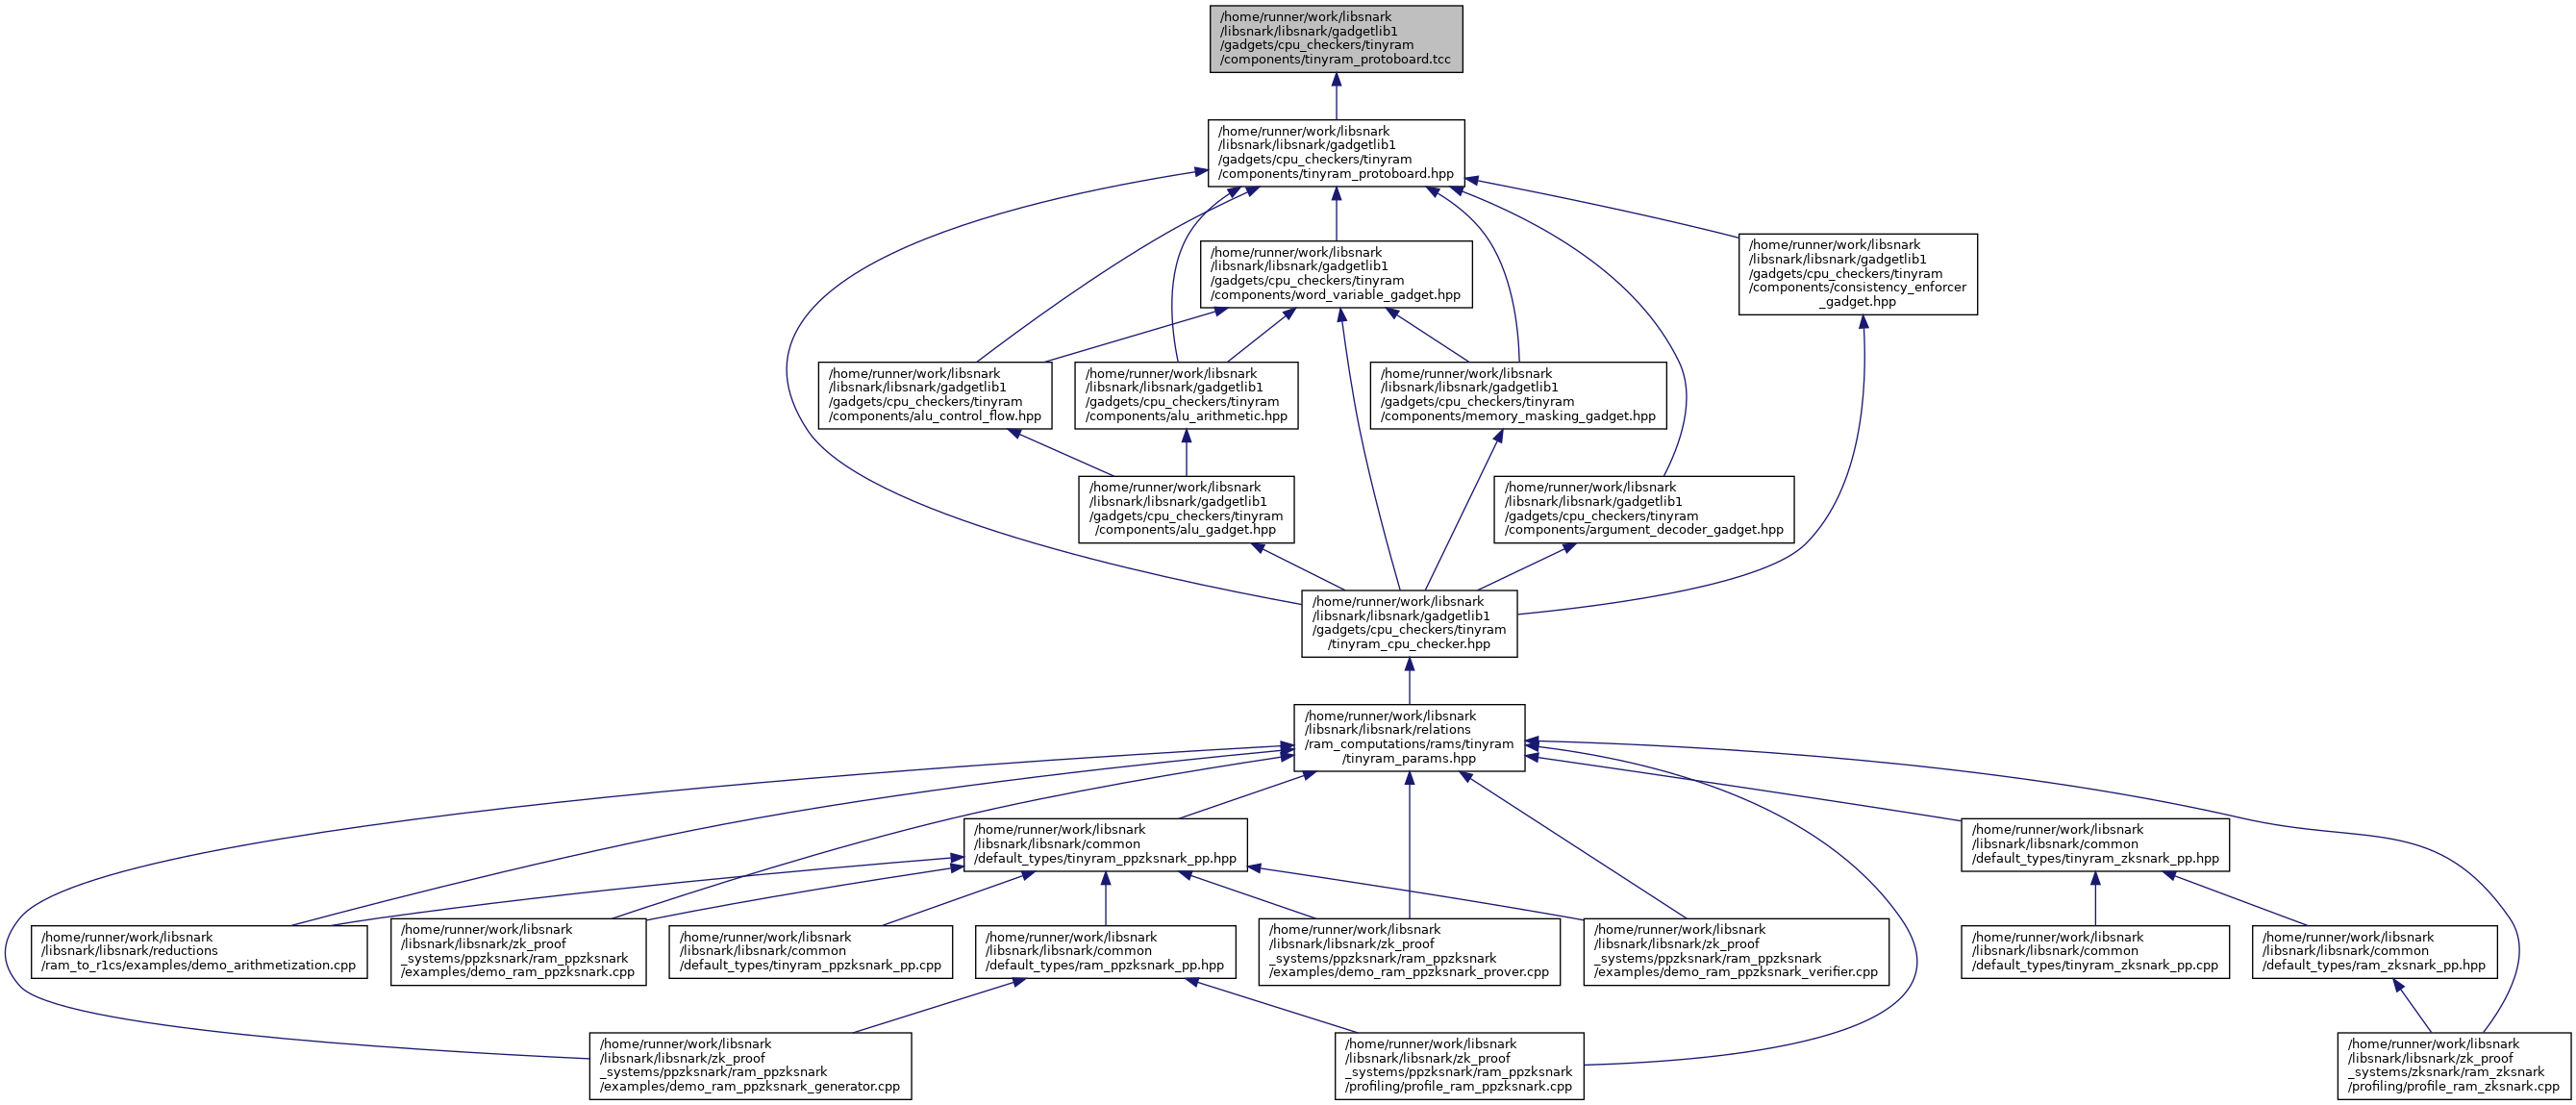 /home/runner/work/libsnark
/libsnark/libsnark/gadgetlib1
/gadgets/cpu_checkers/tinyram
/components/tinyram_protoboard.tcc
/home/runner/work/libsnark
/libsnark/libsnark/gadgetlib1
/gadgets/cpu_checkers/tinyram
/components/tinyram_protoboard.hpp
/home/runner/work/libsnark
/libsnark/libsnark/gadgetlib1
/gadgets/cpu_checkers/tinyram
/components/word_variable_gadget.hpp
/home/runner/work/libsnark
/libsnark/libsnark/gadgetlib1
/gadgets/cpu_checkers/tinyram
/components/consistency_enforcer
_gadget.hpp
/home/runner/work/libsnark
/libsnark/libsnark/gadgetlib1
/gadgets/cpu_checkers/tinyram
/components/alu_control_flow.hpp
/home/runner/work/libsnark
/libsnark/libsnark/gadgetlib1
/gadgets/cpu_checkers/tinyram
/components/alu_arithmetic.hpp
/home/runner/work/libsnark
/libsnark/libsnark/gadgetlib1
/gadgets/cpu_checkers/tinyram
/components/memory_masking_gadget.hpp
/home/runner/work/libsnark
/libsnark/libsnark/gadgetlib1
/gadgets/cpu_checkers/tinyram
/components/alu_gadget.hpp
/home/runner/work/libsnark
/libsnark/libsnark/gadgetlib1
/gadgets/cpu_checkers/tinyram
/components/argument_decoder_gadget.hpp
/home/runner/work/libsnark
/libsnark/libsnark/gadgetlib1
/gadgets/cpu_checkers/tinyram
/tinyram_cpu_checker.hpp
/home/runner/work/libsnark
/libsnark/libsnark/relations
/ram_computations/rams/tinyram
/tinyram_params.hpp
/home/runner/work/libsnark
/libsnark/libsnark/common
/default_types/tinyram_ppzksnark_pp.hpp
/home/runner/work/libsnark
/libsnark/libsnark/common
/default_types/tinyram_zksnark_pp.hpp
/home/runner/work/libsnark
/libsnark/libsnark/reductions
/ram_to_r1cs/examples/demo_arithmetization.cpp
/home/runner/work/libsnark
/libsnark/libsnark/zk_proof
_systems/ppzksnark/ram_ppzksnark
/examples/demo_ram_ppzksnark.cpp
/home/runner/work/libsnark
/libsnark/libsnark/common
/default_types/tinyram_ppzksnark_pp.cpp
/home/runner/work/libsnark
/libsnark/libsnark/common
/default_types/ram_ppzksnark_pp.hpp
/home/runner/work/libsnark
/libsnark/libsnark/zk_proof
_systems/ppzksnark/ram_ppzksnark
/examples/demo_ram_ppzksnark_prover.cpp
/home/runner/work/libsnark
/libsnark/libsnark/zk_proof
_systems/ppzksnark/ram_ppzksnark
/examples/demo_ram_ppzksnark_verifier.cpp
/home/runner/work/libsnark
/libsnark/libsnark/common
/default_types/tinyram_zksnark_pp.cpp
/home/runner/work/libsnark
/libsnark/libsnark/common
/default_types/ram_zksnark_pp.hpp
/home/runner/work/libsnark
/libsnark/libsnark/zk_proof
_systems/ppzksnark/ram_ppzksnark
/examples/demo_ram_ppzksnark_generator.cpp
/home/runner/work/libsnark
/libsnark/libsnark/zk_proof
_systems/ppzksnark/ram_ppzksnark
/profiling/profile_ram_ppzksnark.cpp
/home/runner/work/libsnark
/libsnark/libsnark/zk_proof
_systems/zksnark/ram_zksnark
/profiling/profile_ram_zksnark.cpp